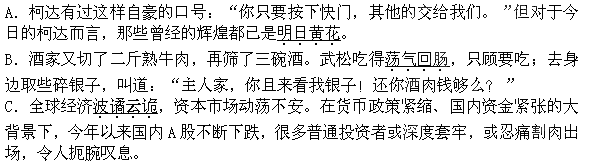 A．柯达有过这样自豪的口号：“你只要按下快门，其他的交给我们。”但对于今
日的柯达而言，那些曾经的辉煌都已是明日黄花。
B．酒家又切了二斤熟牛肉，再筛了三碗酒。武松吃得荡气回肠，只顾要吃；去身
边取些碎银子，叫道：“主人家，你且来看我银子！还你酒肉钱够么？”
C．全球经济波谲云诡，资本市场动荡不安。在货币政策紧缩、国内资金紧张的大
背景下，今年以来国内A股不断下跌，很多普通投资者或深度套牢，或忍痛割肉出
场，令人扼腕叹息。